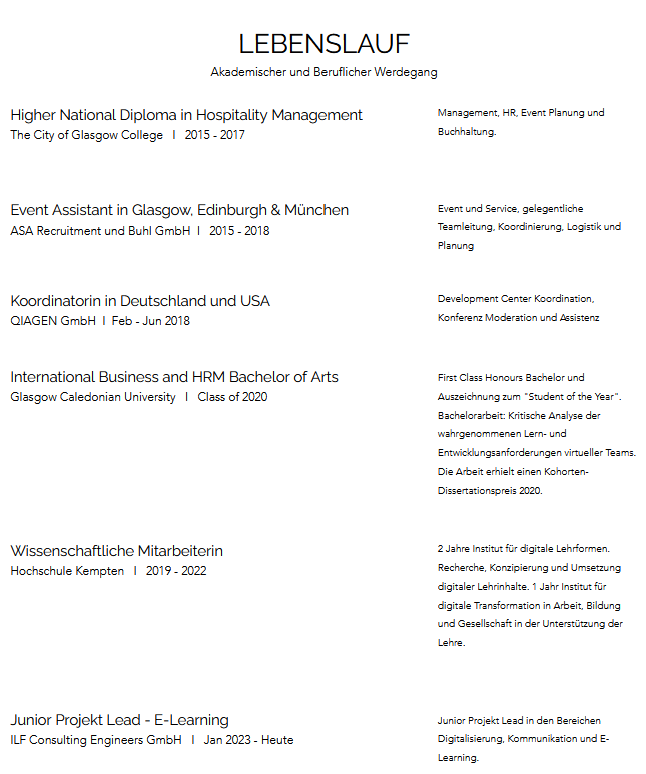 LEBENSLAUF
Akademischer und Beruflicher Werdegang
Higher National Diploma in Hospitality Management
The City of Glasgow College I 2015 - 2017
Management, HR, Event Planung und
Buchhaltung.
Event Assistant in Glasgow, Edinburgh & München
ASA Recruitment und Buhl GmbH I 2015 - 2018
Event und Service, gelegentliche
Teamleitung, Koordinierung, Logistik und
Planung
Koordinatorin in Deutschland und USA
QIAGEN GmbH I Feb - Jun 2018
Development Center Koordination,
Konferenz Moderation und Assistenz
International Business and HRM Bachelor of Arts
Glasgow Caledonian University I Class of 2020
First Class Honours Bachelor und
Auszeichnung zum "Student of the Year".
Bachelorarbeit: Kritische Analyse der
wahrgenommenen Lern- und
Entwicklungsanforderungen virtueller Teams.
Die Arbeit erhielt einen Kohorten-
Dissertationspreis 2020.
Wissenschaftliche Mitarbeiterin
Hochschule Kempten I 2019 - 2022
2 Jahre Institut für digitale Lehrformen.
Recherche, Konzipierung und Umsetzung
digitaler Lehrinhalte. 1 Jahr Institut für
digitale Transformation in Arbeit, Bildung
und Gesellschaft in der Unterstützung der
Lehre.
Junior Projekt Lead - E-Learning
ILF Consulting Engineers GmbH I Jan 2023 - Heute
Junior Projekt Lead in den Bereichen
Digitalisierung, Kommunikation und E-
Learning.